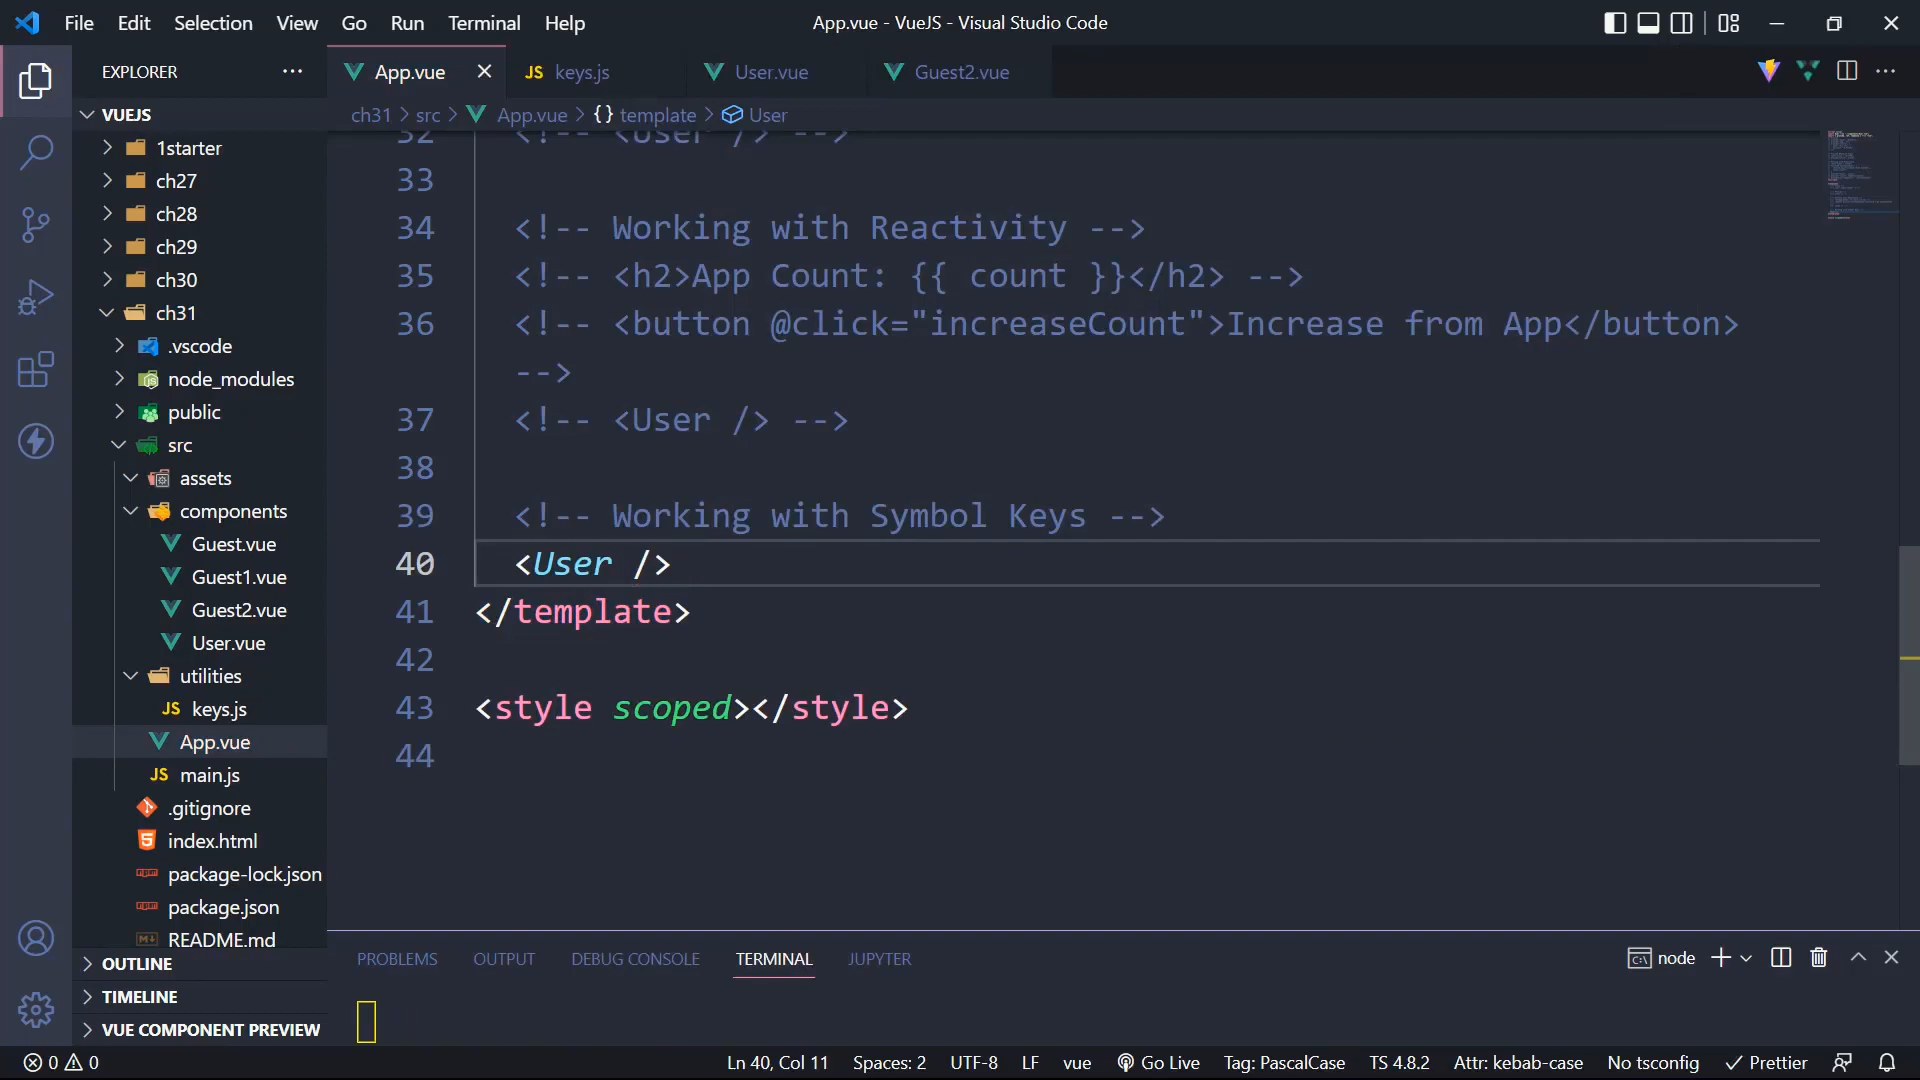 File Edit Selection View Go Run Terminal Help
App.vue - VueJS - Visual Studio Code
EXPLORER
App.vue
JS keys.js
User.vue
Guest2.vue
VUEJS
ch31 > src > App.vue > {} template > User
1starter
ch27
ch28
ch29
ch30
ch31
.vscode
node_modules
public
src
assets
components
Guest.vue
Guest1.vue
Guest2.vue
User.vue
utilities
JS keys.js
App.vue
JS main.js
.gitignore
index.html
package-lock.json
package.json
README.md
OUTLINE
TIMELINE
VUE COMPONENT PREVIEW
32 <!-- <User /> -->
33
34 <!-- Working with Reactivity -->
35 <!-- <h2>App Count: {{ count }}</h2> -->
36 <!-- <button @click="increaseCount">Increase from App</button>
-->
37 <!-- <User /> -->
38
39 <!-- Working with Symbol Keys -->
40 <User />
41 </template>
42
43 <style scoped></style>
44
PROBLEMS OUTPUT DEBUG CONSOLE TERMINAL JUPYTER
node
0 0
Ln 40, Col 11 Spaces: 2 UTF-8 LF vue Go Live Tag: PascalCase TS 4.8.2 Attr: kebab-case No tsconfig Prettier